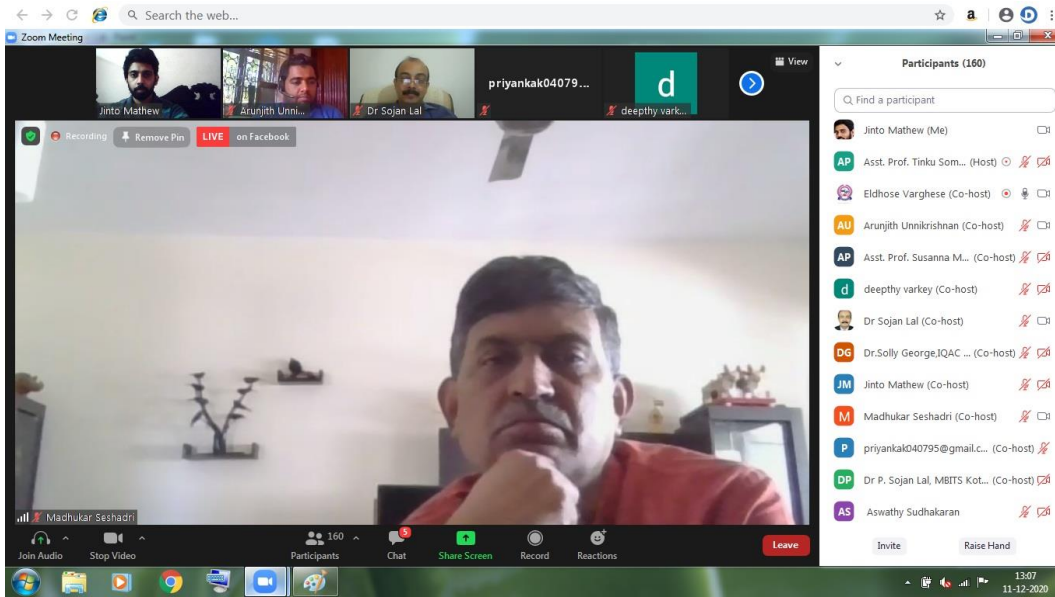 Search the web...
Zoom Meeting
Jinto Mathew
Arunjith Unni...
Dr Sojan Lal
priyankak04079...
d
deepthy vark...
View
Recording
Remove Pin
LIVE on Facebook
Madhukar Seshadri
Join Audio
Stop Video
160
Participants
5
Chat
Share Screen
Record
Reactions
Leave
Participants (160)
Find a participant
Jinto Mathew (Me)
AP Asst. Prof. Tinku Som... (Host)
Eldhose Varghese (Co-host)
AU Arunjith Unnikrishnan (Co-host)
AP Asst. Prof. Susanna M... (Co-host)
d deepthy varkey (Co-host)
Dr Sojan Lal (Co-host)
DG Dr.Solly George,IQAC ... (Co-host)
JM Jinto Mathew (Co-host)
M Madhukar Seshadri (Co-host)
P priyankak040795@gmail.c... (Co-host)
DP Dr P. Sojan Lal, MBITS Kot... (Co-host)
AS Aswathy Sudhakaran
Invite Raise Hand
13:07
11-12-2020